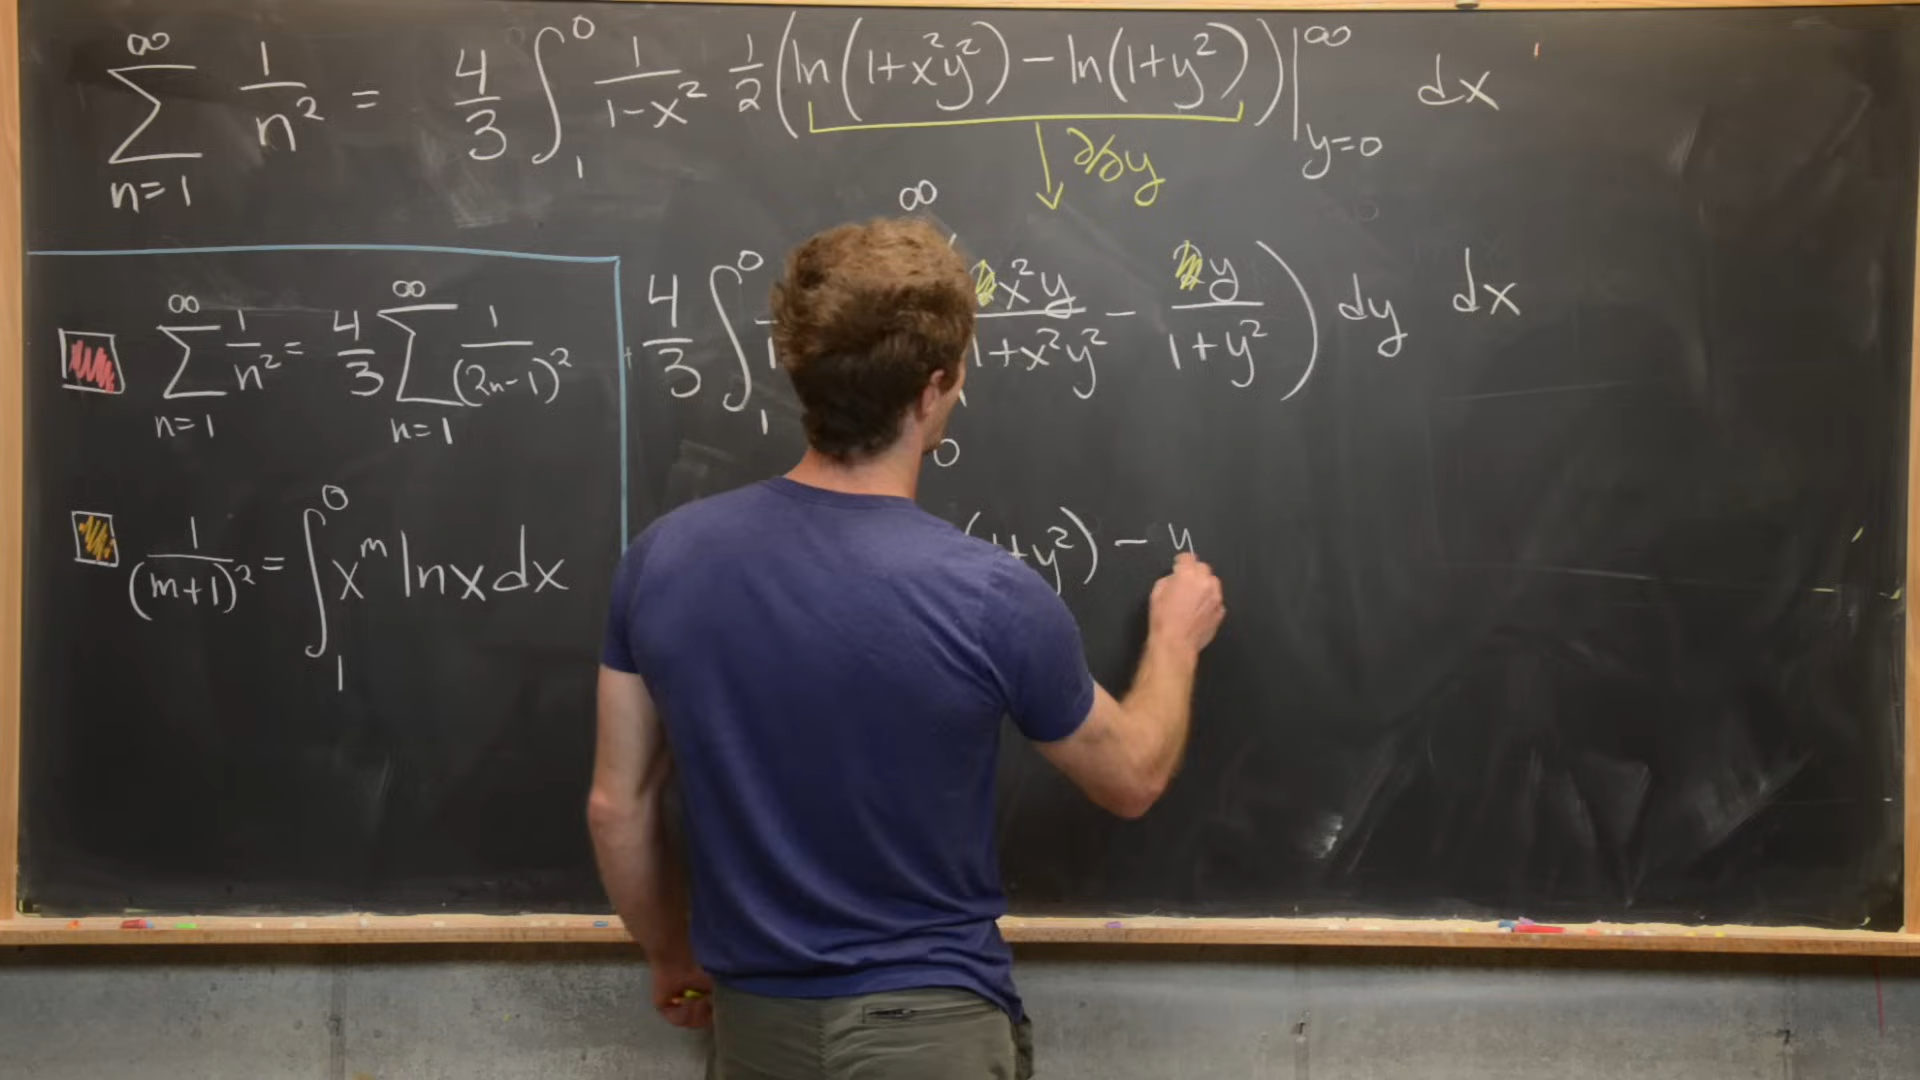 ∞ ∑ n=1 1/n² = 4/3 ∫₁⁰ 1/(1-x²) 1/2 (ln(1+x²y²) - ln(1+y²)) |_{y=0}^∞ dx
∂/∂y
∞ ∑ n=1 1/n² = 4/3 ∞ ∑ n=1 1/(2n-1)²
4/3 ∫₁⁰ 1 ∞ 0 x²y/(1+x²y²) - y/(1+y²)) dy dx
1/(m+1)² = ∫₁⁰ x^m ln x dx
(1+y²) - y